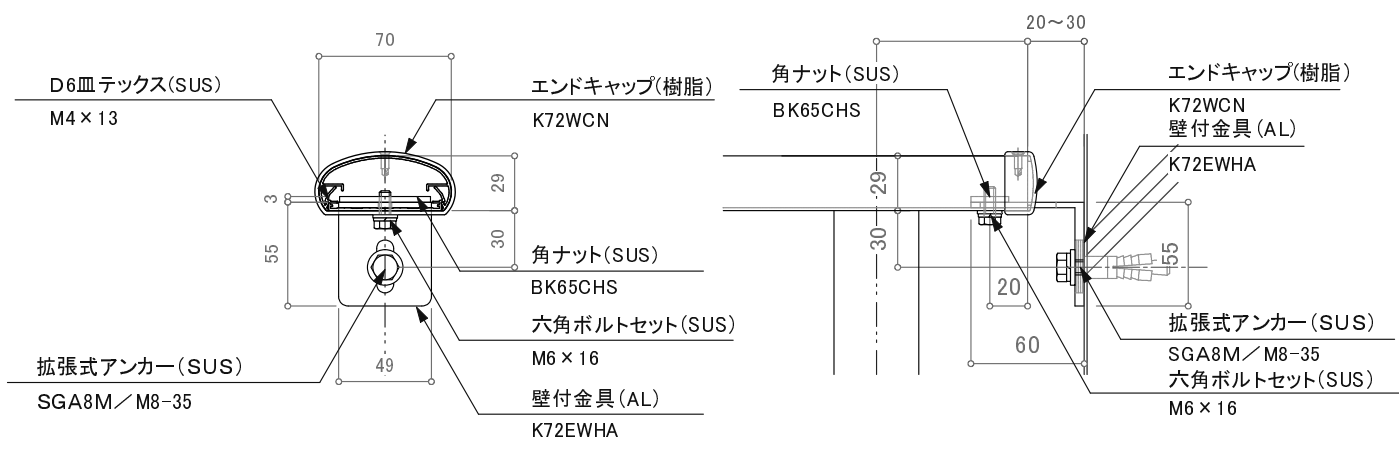 70
D6皿テックス(SUS)
M4×13
エンドキャップ(樹脂)
K72WCN
3
55
29
30
角ナット(SUS)
BK65CHS
六角ボルトセット(SUS)
M6×16
拡張式アンカー(SUS)
SGA8M／M8-35
49
壁付金具(AL)
K72EWHA
20～30
角ナット(SUS)
BK65CHS
エンドキャップ(樹脂)
K72WCN
壁付金具(AL)
K72EWHA
29
30
20
60
55
拡張式アンカー(SUS)
SGA8M／M8-35
六角ボルトセット(SUS)
M6×16